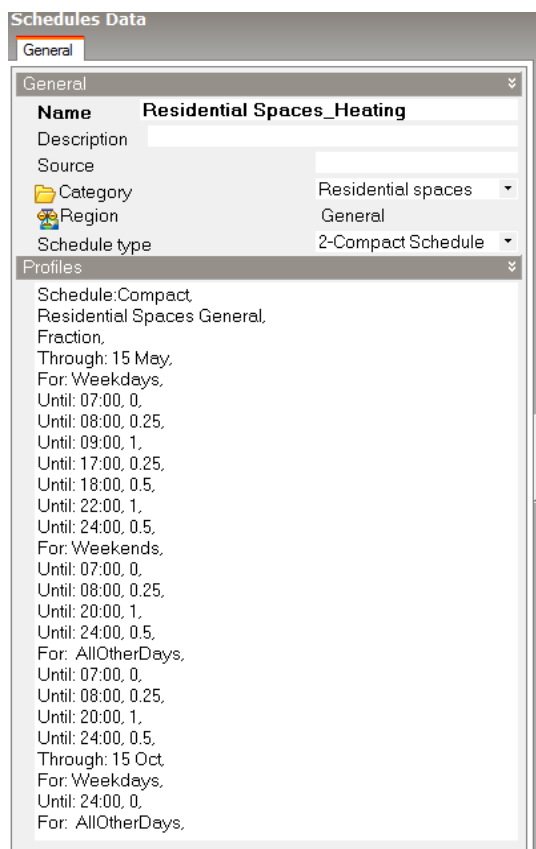 Schedules Data
General
General
Name Residential Spaces_Heating
Description
Source
Category Residential spaces
Region General
Schedule type 2-Compact Schedule
Profiles
Schedule:Compact,
Residential Spaces General,
Fraction,
Through: 15 May,
For: Weekdays,
Until: 07:00, 0,
Until: 08:00, 0.25,
Until: 09:00, 1,
Until: 17:00, 0.25,
Until: 18:00, 0.5,
Until: 22:00, 1,
Until: 24:00, 0.5,
For: Weekends,
Until: 07:00, 0,
Until: 08:00, 0.25,
Until: 20:00, 1,
Until: 24:00, 0.5,
For:  AllOtherDays,
Until: 07:00, 0,
Until: 08:00, 0.25,
Until: 20:00, 1,
Until: 24:00, 0.5,
Through: 15 Oct,
For: Weekdays,
Until: 24:00, 0,
For:  AllOtherDays,